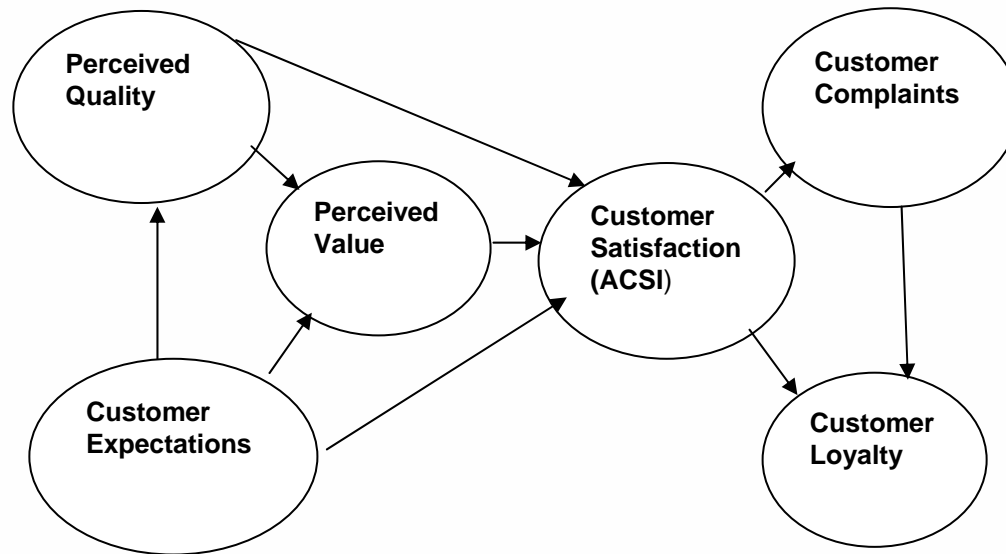 Perceived
Quality
Customer
Complaints
Perceived
Value
Customer
Satisfaction
(ACSI)
Customer
Expectations
Customer
Loyalty